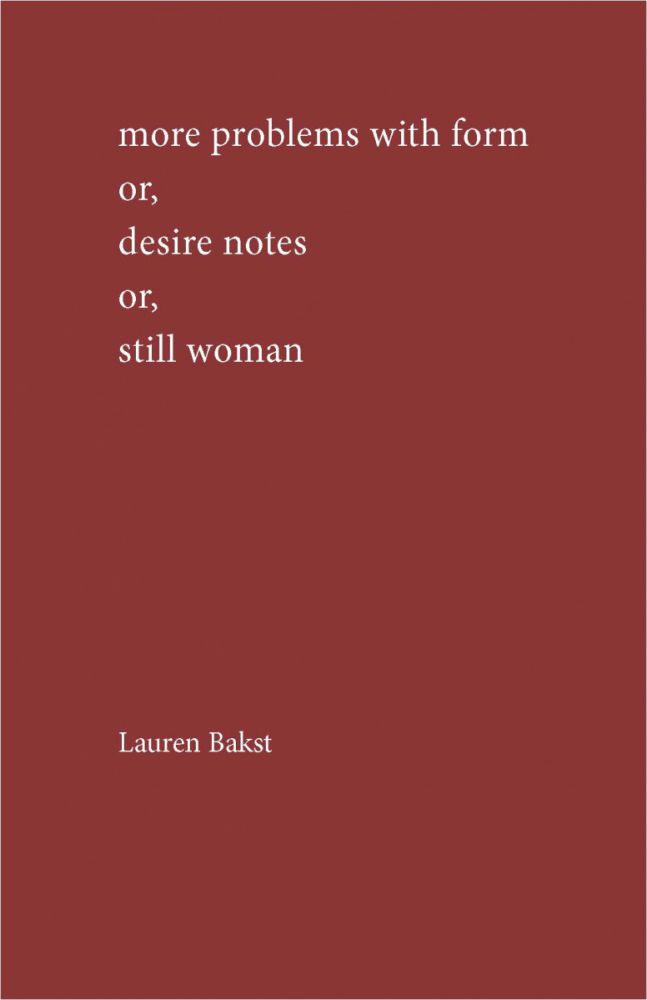 more problems with form
or,
desire notes
or,
still woman
Lauren Bakst